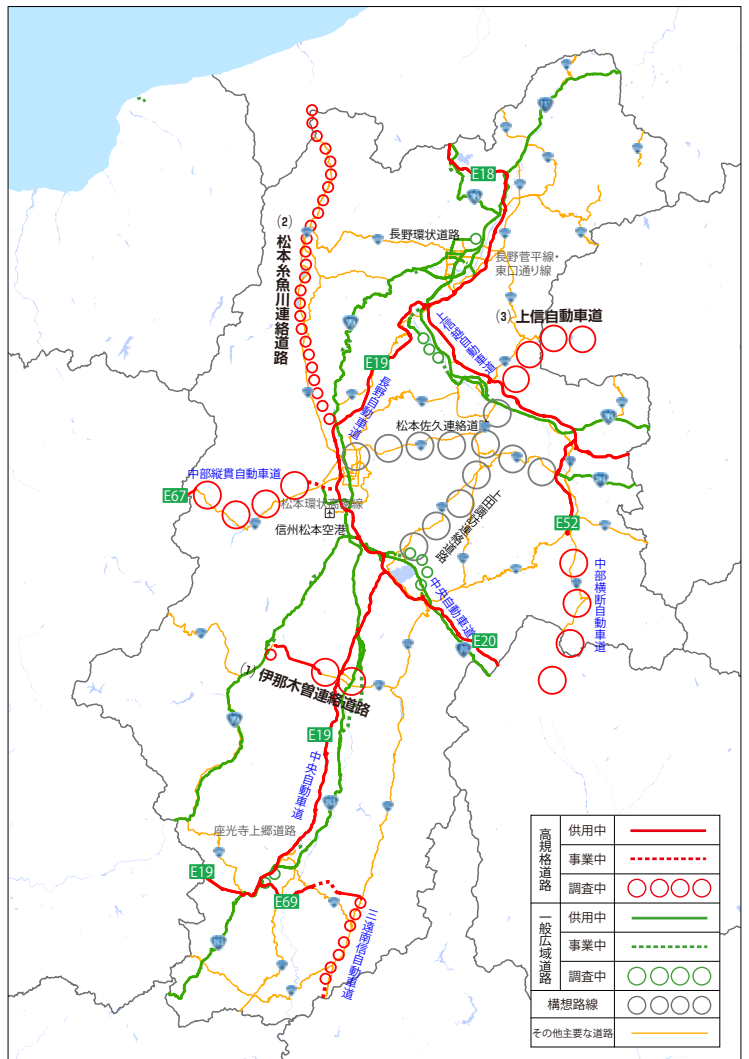 E18
長野環状道路
長野菅平線・
東口通り線
(2) 松本糸魚川連絡道路
(3) 上信自動車道
上信越自動車道
E19
長野自動車道
松本佐久連絡道路
中部縦貫自動車道
E67
松本環状高家線
信州松本空港
上田諏訪連絡道路
E52
中部横断自動車道
中央自動車道
E20
(1) 伊那木曽連絡道路
E19
中央自動車道
座光寺上郷道路
E19
E69
三遠南信自動車道
高規格道路
供用中
事業中
調査中
一般広域道路
供用中
事業中
調査中
構想路線
その他主要な道路